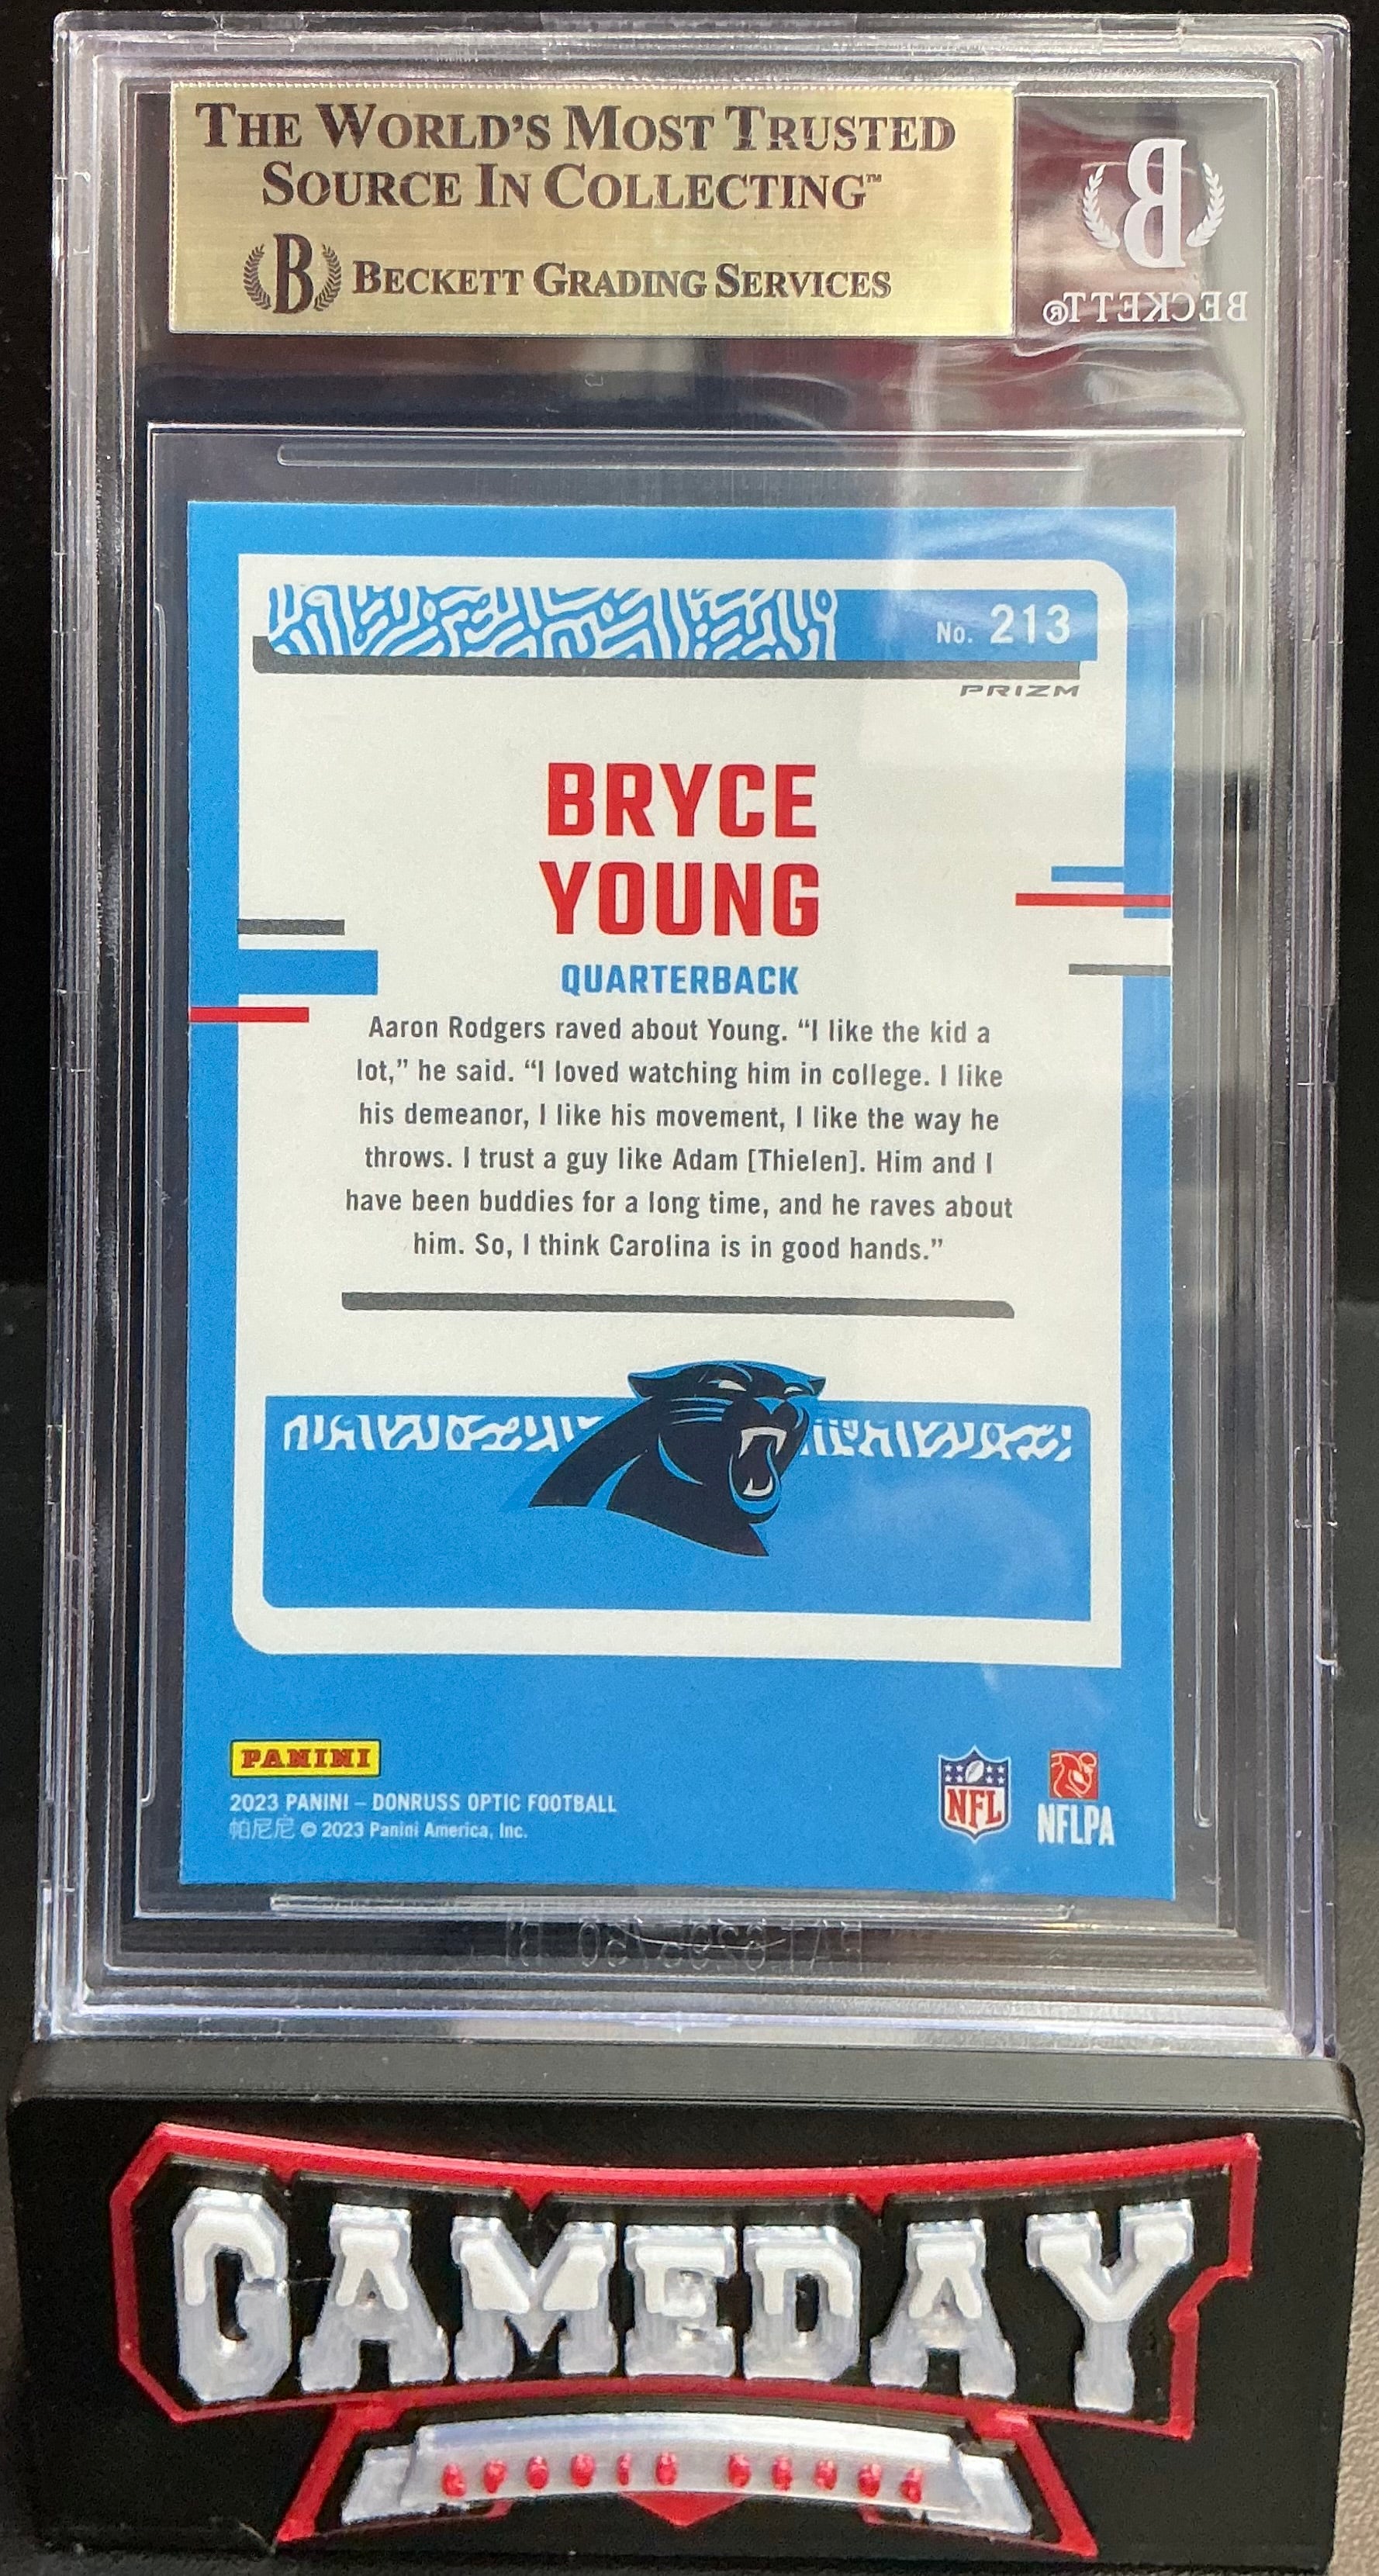 THE WORLD'S MOST TRUSTED
SOURCE IN COLLECTING™
B BECKETT GRADING SERVICES
B
BECKETT®
No. 213
PRIZM
BRYCE
YOUNG
QUARTERBACK
Aaron Rodgers raved about Young. “I like the kid a
lot,” he said. “I loved watching him in college. I like
his demeanor, I like his movement, I like the way he
throws. I trust a guy like Adam [Thielen]. Him and I
have been buddies for a long time, and he raves about
him. So, I think Carolina is in good hands.”
PANINI
2023 PANINI – DONRUSS OPTIC FOOTBALL
帕尼尼 © 2023 Panini America, Inc.
NFL
NFLPA
GAMEDAY